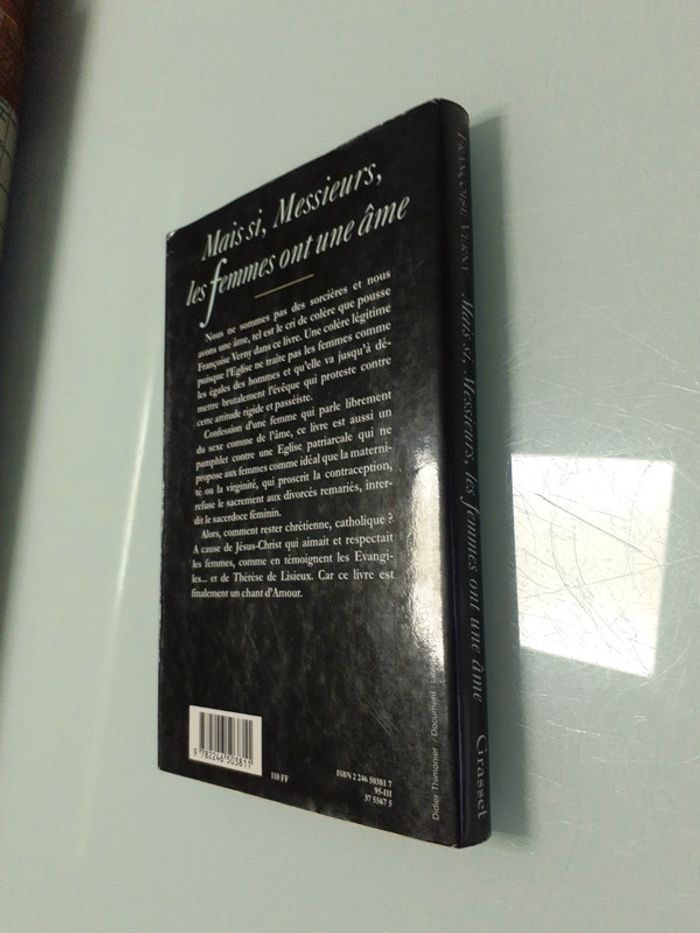 Mais si, Messieurs,
les femmes ont une âme
Nous ne sommes pas des sorcières et nous
avons une âme, tel est le cri de colère que pousse
Françoise Verny dans ce livre. Une colère légitime
puisque l'Eglise ne traite pas les femmes comme
les égales des hommes et qu'elle va jusqu'à dé-
mettre brutalement l'évêque qui proteste contre
cette attitude rigide et passéiste.
Confession d'une femme qui parle librement
du sexe comme de l'âme, ce livre est aussi un
pamphlet contre une Eglise patriarcale qui ne
propose aux femmes comme idéal que la materni-
té ou la virginité, qui proscrit la contraception,
refuse le sacrement aux divorcés remariés, inter-
dit le sacerdoce féminin.
Alors, comment rester chrétienne, catholique ?
A cause de Jésus-Christ qui aimait et respectait
les femmes, comme en témoignent les Evangi-
les... et de Thérèse de Lisieux. Car ce livre est
finalement un chant d'Amour.
9 782246 503811
110 FF
ISBN 2 246 50381 7
95-III
37 5567 5
Didier Thimonier / Document
FRANÇOISE VERNY Mais si, Messieurs, les femmes ont une âme Grasset